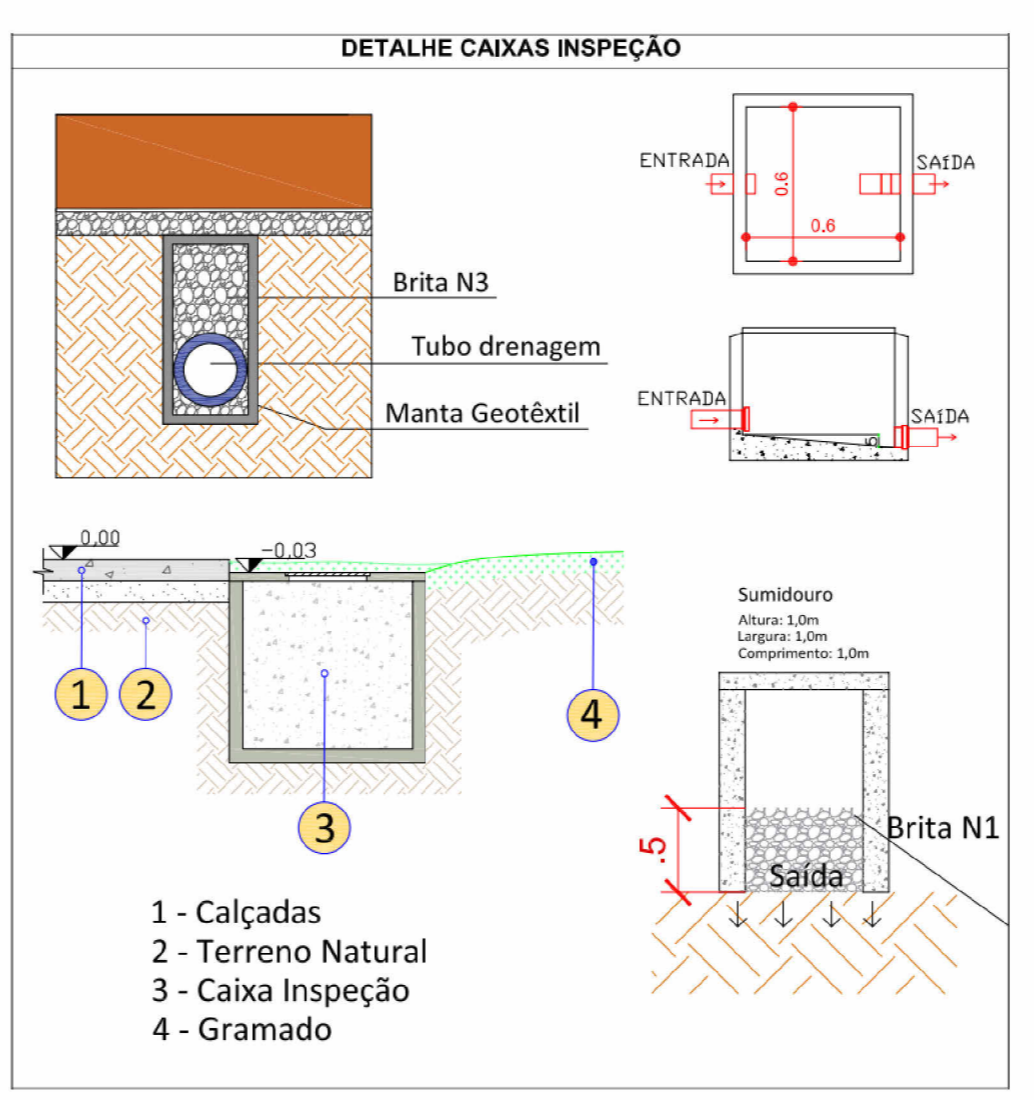 DETALHE CAIXAS INSPEÇÃO
Brita N3
Tubo drenagem
Manta Geotêxtil
ENTRADA
SAÍDA
0.6
0.6
ENTRADA
SAÍDA
5
0,00
-0,03
1
2
3
4
Sumidouro
Altura: 1,0m
Largura: 1,0m
Comprimento: 1,0m
.5
Brita N1
Saída
1 - Calçadas
2 - Terreno Natural
3 - Caixa Inspeção
4 - Gramado